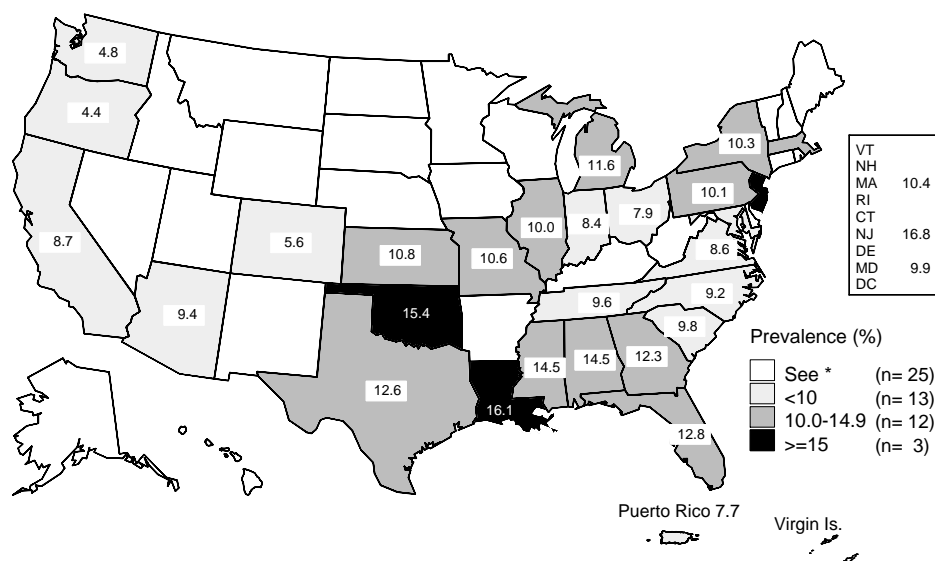 4.8
4.4
10.3
VT
NH
MA 10.4
RI
CT
NJ 16.8
DE
MD 9.9
DC
11.6
10.1
8.7
5.6
10.8
10.6
10.0
8.4
7.9
8.6
9.4
15.4
9.6
9.2
9.8
12.6
16.1
14.5
14.5
12.3
12.8
Prevalence (%)
See * (n= 25)
<10 (n= 13)
10.0-14.9 (n= 12)
>=15 (n= 3)
Puerto Rico 7.7
Virgin Is.